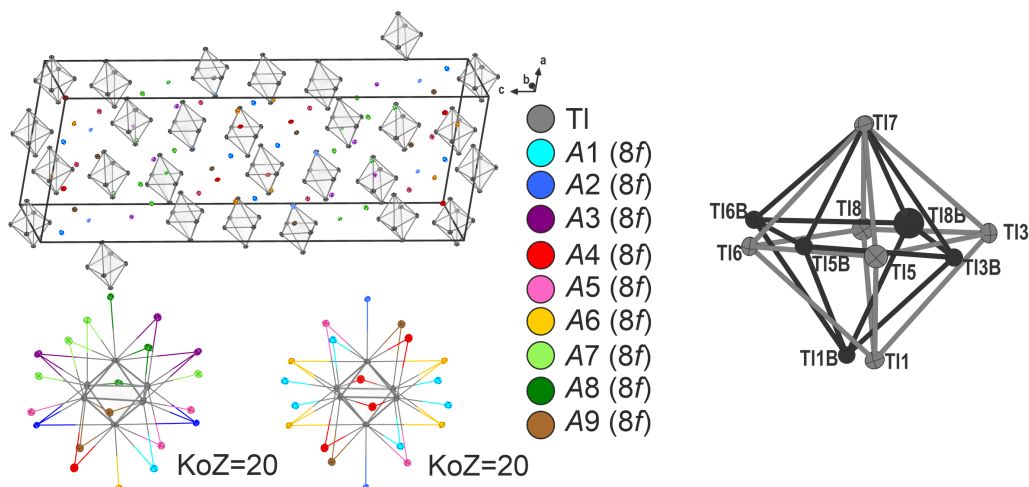 a
b
c
Tl
A1 (8f)
A2 (8f)
A3 (8f)
A4 (8f)
A5 (8f)
A6 (8f)
A7 (8f)
A8 (8f)
A9 (8f)
KoZ=20
KoZ=20
Tl7
Tl6B
Tl8
Tl8B
Tl3
Tl6
Tl5B
Tl5
Tl3B
Tl1B
Tl1